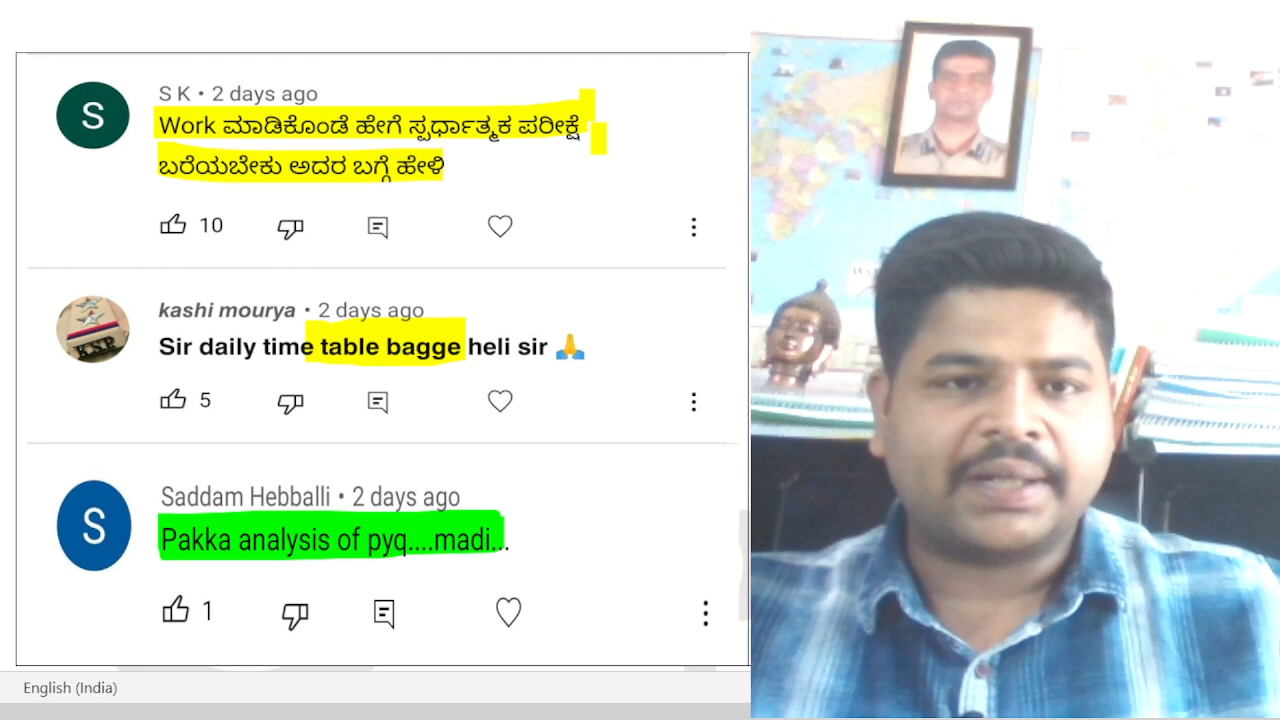 S K • 2 days ago
S
Work ಮಾಡಿಕೊಂಡೆ ಹೇಗೆ ಸ್ಪರ್ಧಾತ್ಮಕ ಪರೀಕ್ಷೆ
ಬರೆಯಬೇಕು ಅದರ ಬಗ್ಗೆ ಹೇಳಿ
10
kashi mourya • 2 days ago
Sir daily time table bagge heli sir 🙏
KSP
5
Saddam Hebballi • 2 days ago
S
Pakka analysis of pyq....madi...
1
English (India)